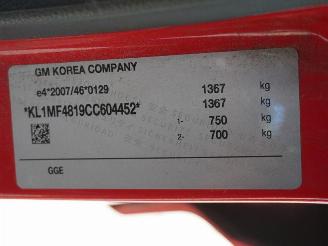 GM KOREA COMPANY
e4*2007/46*0129 1367 kg
*KL1MF4819CC604452* 1367 kg
1- 750 kg
2- 700 kg
GGE